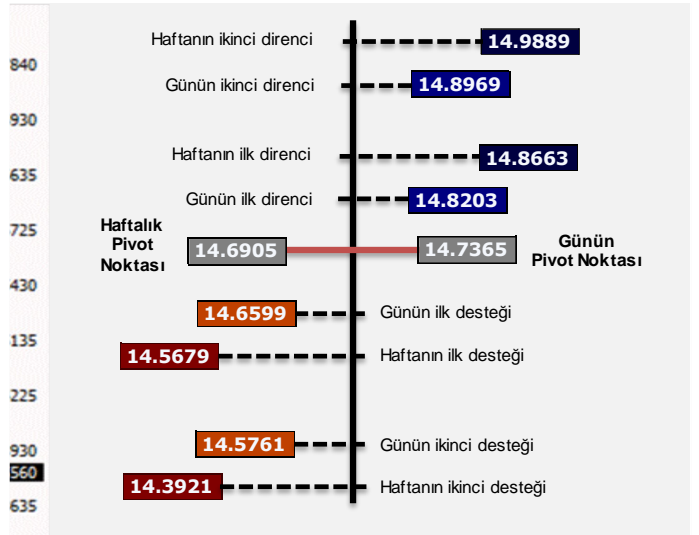 Haftanın ikinci direnci
14.9889
840
Günün ikinci direnci
14.8969
930
Haftanın ilk direnci
14.8663
635
Günün ilk direnci
14.8203
725
Haftalık
Pivot
Noktası
14.6905
14.7365
Günün
Pivot Noktası
430
14.6599
Günün ilk desteği
135
14.5679
Haftanın ilk desteği
225
14.5761
Günün ikinci desteği
930
560
14.3921
Haftanın ikinci desteği
635